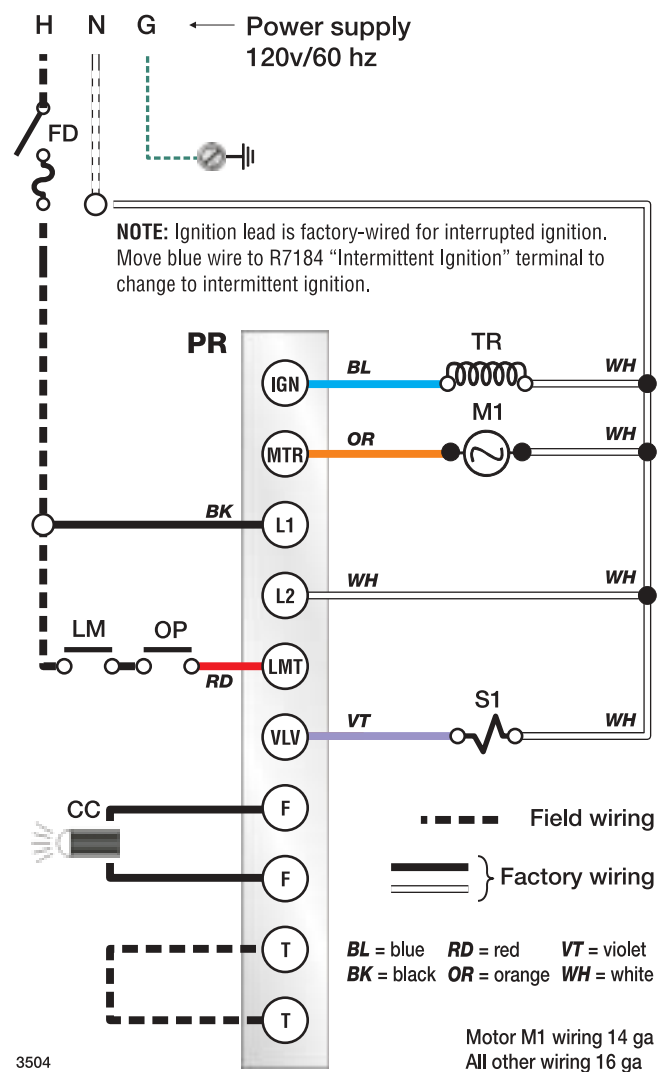 H N G ← Power supply
120v/60 hz
FD
NOTE: Ignition lead is factory-wired for interrupted ignition.
Move blue wire to R7184 “Intermittent Ignition” terminal to
change to intermittent ignition.
PR
TR
IGN BL WH
M1
MTR OR WH
BK L1
L2 WH WH
LM OP
RD LMT
S1
VLV VT WH
CC F
Field wiring
F
Factory wiring
T
BL = blue RD = red VT = violet
BK = black OR = orange WH = white
T
Motor M1 wiring 14 ga
3504 All other wiring 16 ga